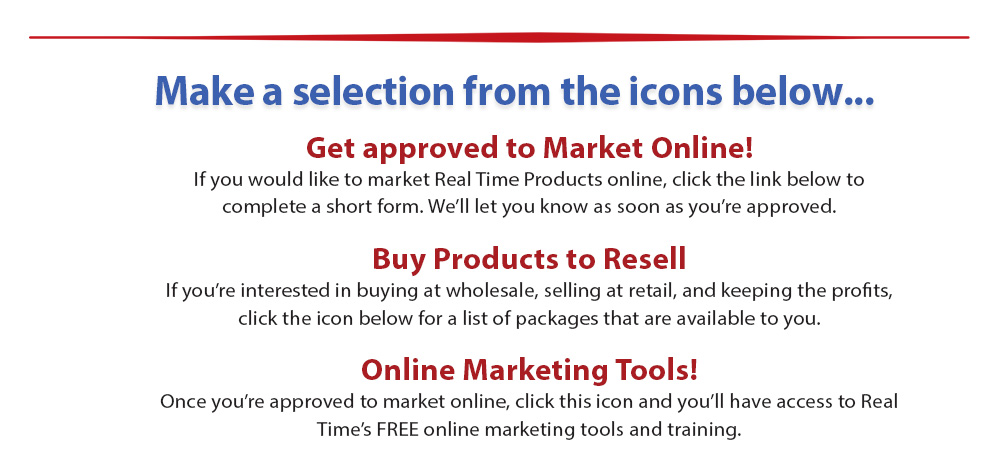 Make a selection from the icons below...
Get approved to Market Online!
If you would like to market Real Time Products online, click the link below to
complete a short form. We’ll let you know as soon as you’re approved.
Buy Products to Resell
If you’re interested in buying at wholesale, selling at retail, and keeping the profits,
click the icon below for a list of packages that are available to you.
Online Marketing Tools!
Once you’re approved to market online, click this icon and you’ll have access to Real
Time’s FREE online marketing tools and training.